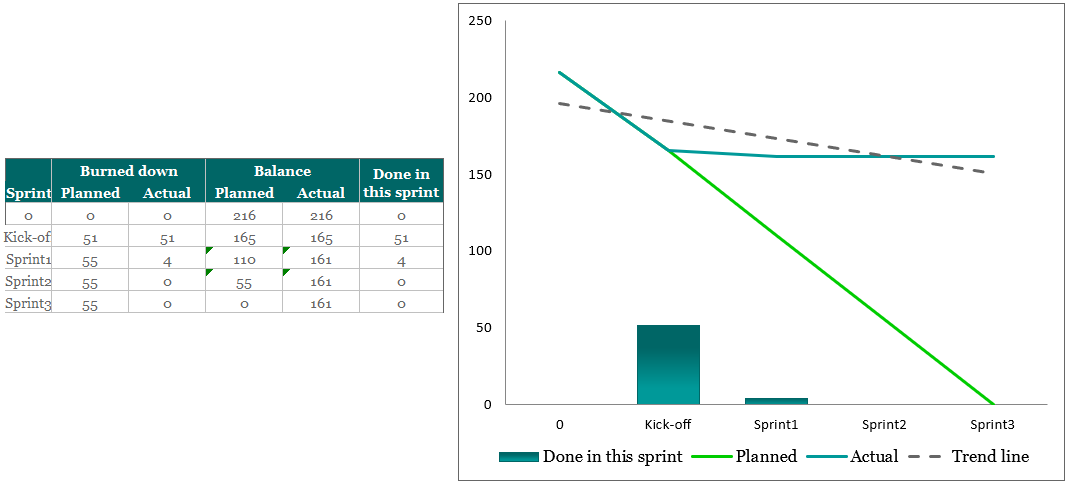 Burned down Balance Done in
Sprint Planned Actual Planned Actual this sprint
0 0 0 216 216 0
Kick-of 51 51 165 165 51
Sprint1 55 4 110 161 4
Sprint2 55 0 55 161 0
Sprint3 55 0 0 161 0
250
200
150
100
50
0
0 Kick-off Sprint1 Sprint2 Sprint3
Done in this sprint Planned Actual Trend line